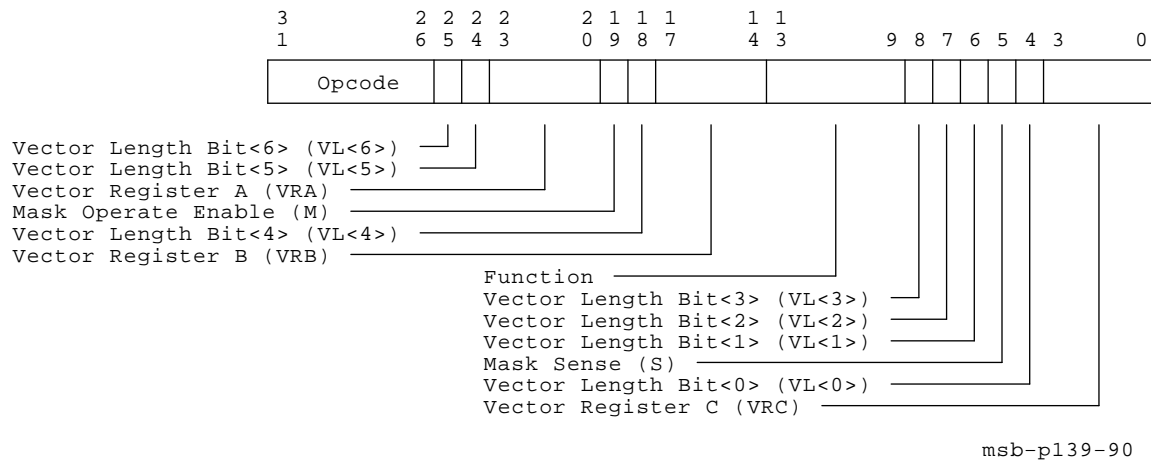 3 2 2 2 2 2 1 1 1 1 1
1 6 5 4 3 0 9 8 7 4 3 9 8 7 6 5 4 3 0
Opcode
Vector Length Bit<6> (VL<6>)
Vector Length Bit<5> (VL<5>)
Vector Register A (VRA)
Mask Operate Enable (M)
Vector Length Bit<4> (VL<4>)
Vector Register B (VRB)
Function
Vector Length Bit<3> (VL<3>)
Vector Length Bit<2> (VL<2>)
Vector Length Bit<1> (VL<1>)
Mask Sense (S)
Vector Length Bit<0> (VL<0>)
Vector Register C (VRC)
msb-p139-90